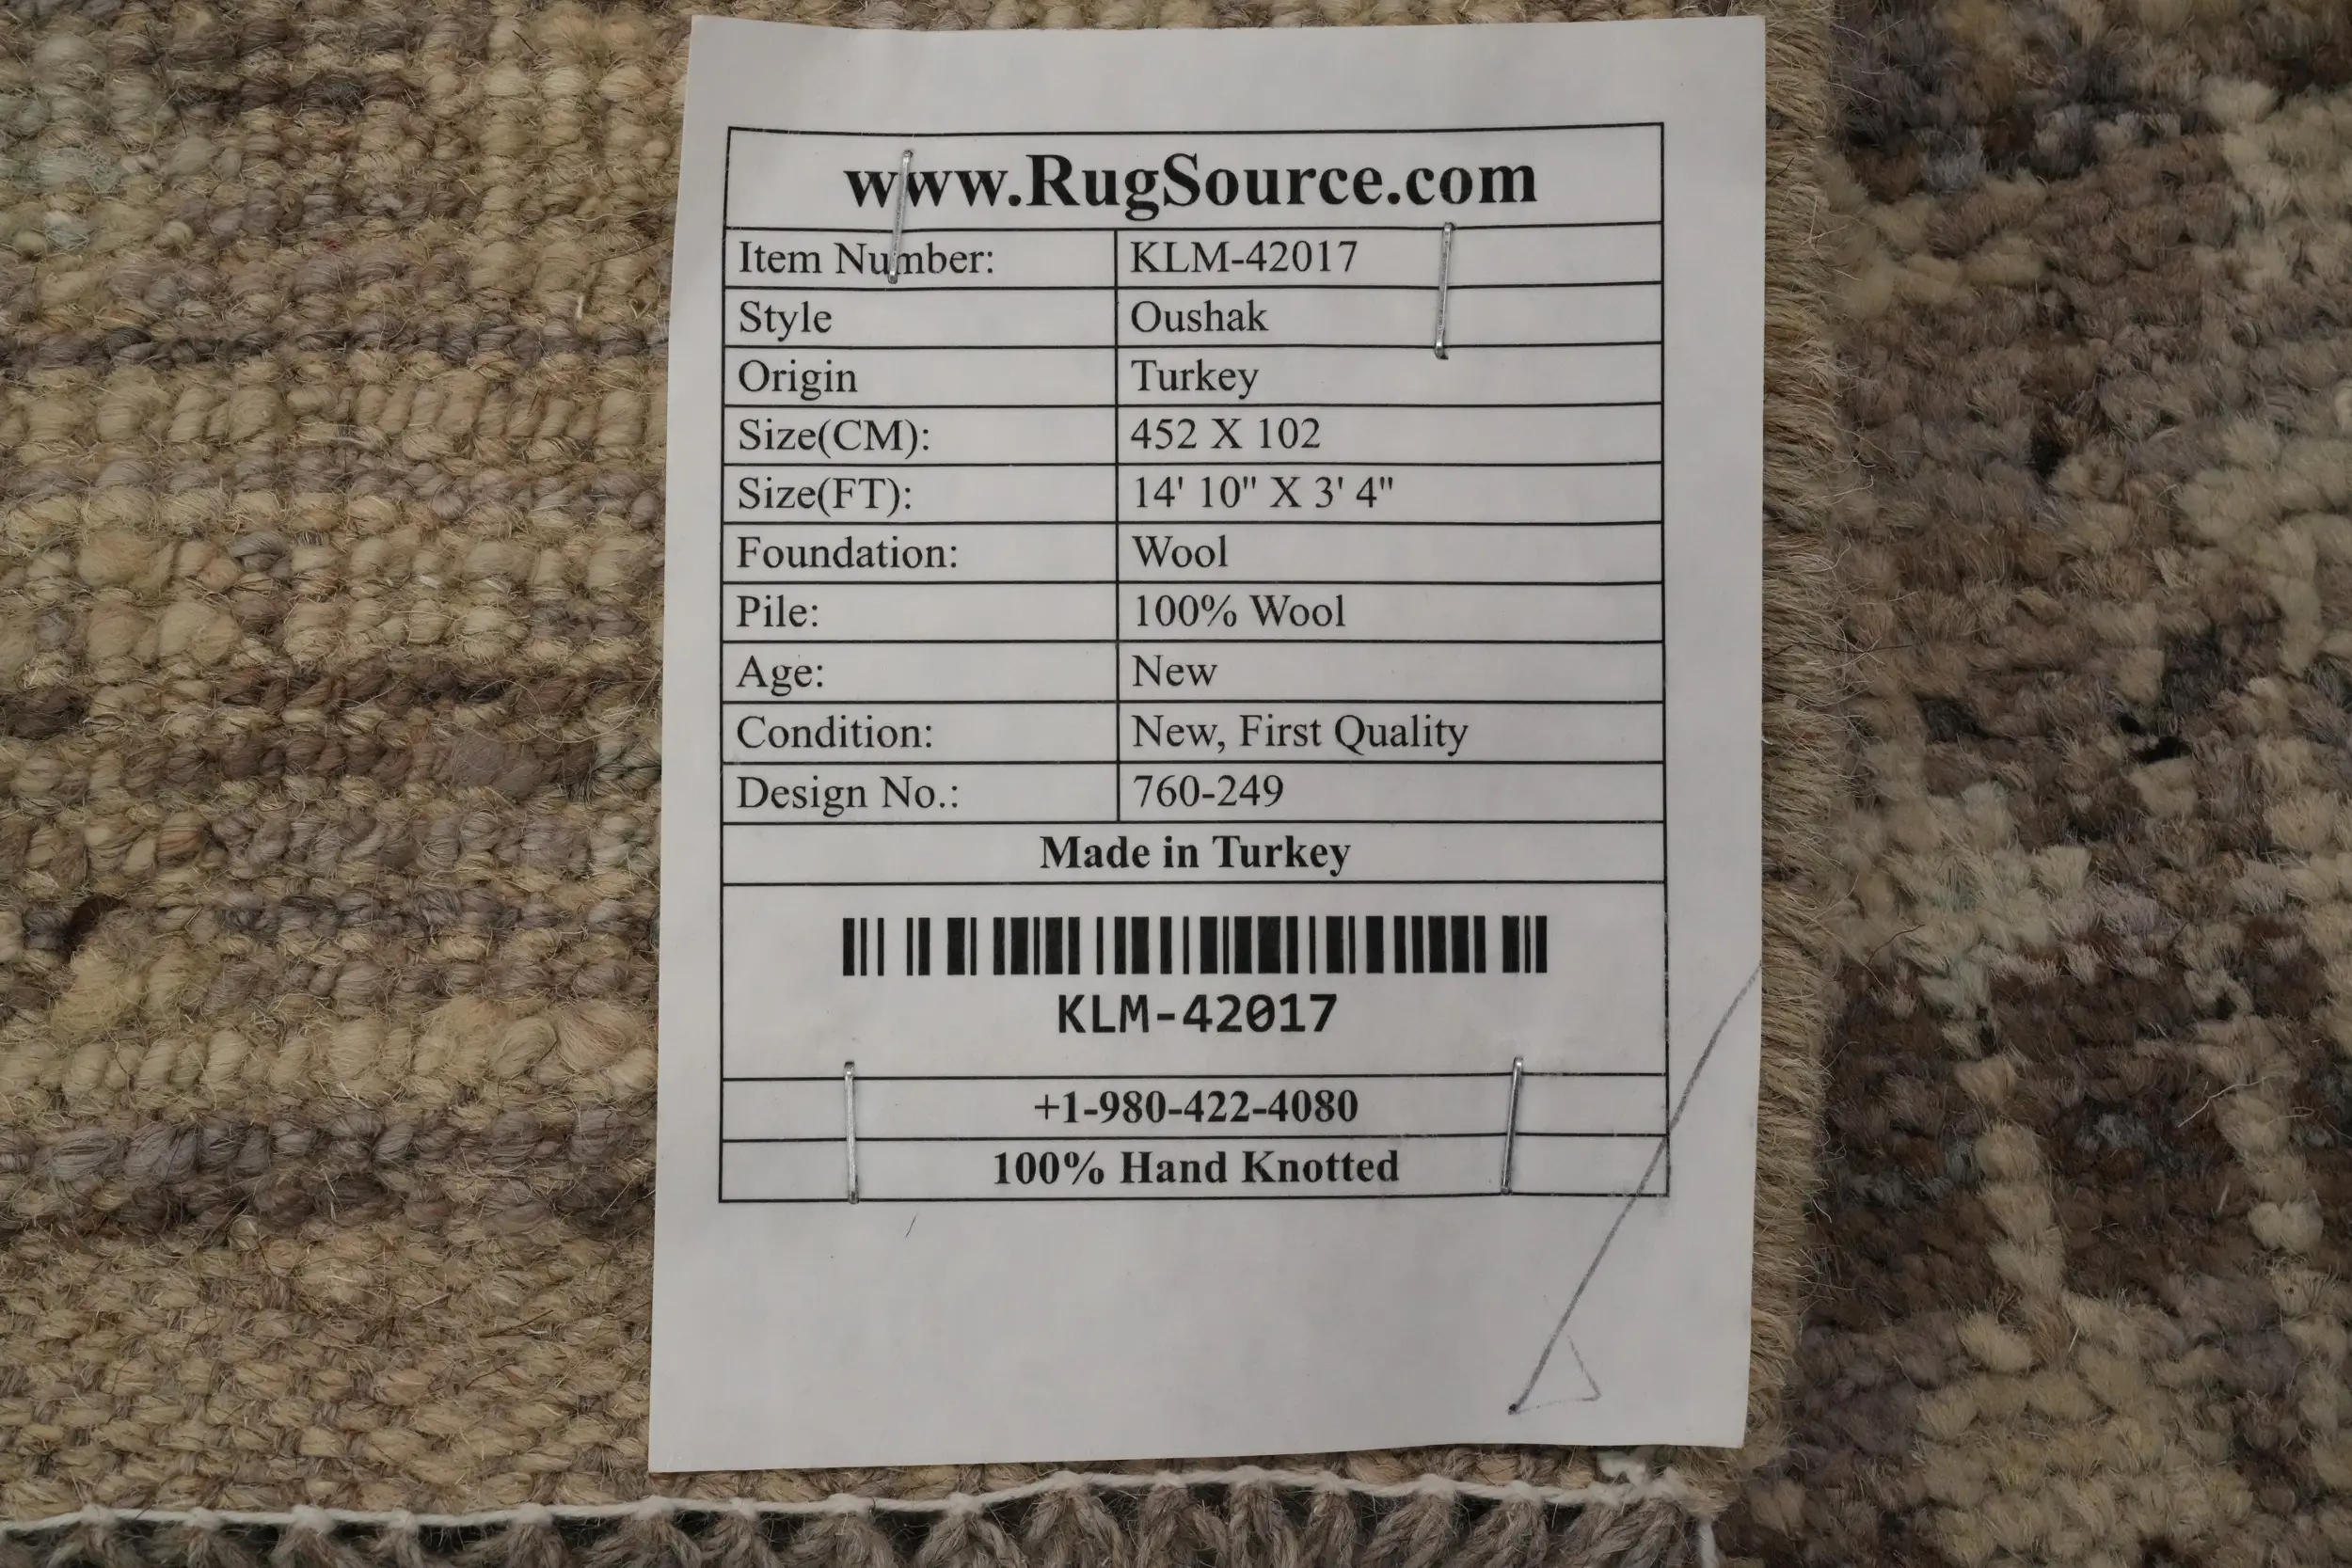 www.RugSource.com
Item Number: KLM-42017
Style Oushak
Origin Turkey
Size(CM): 452 X 102
Size(FT): 14' 10" X 3' 4"
Foundation: Wool
Pile: 100% Wool
Age: New
Condition: New, First Quality
Design No.: 760-249
Made in Turkey
KLM-42017
+1-980-422-4080
100% Hand Knotted